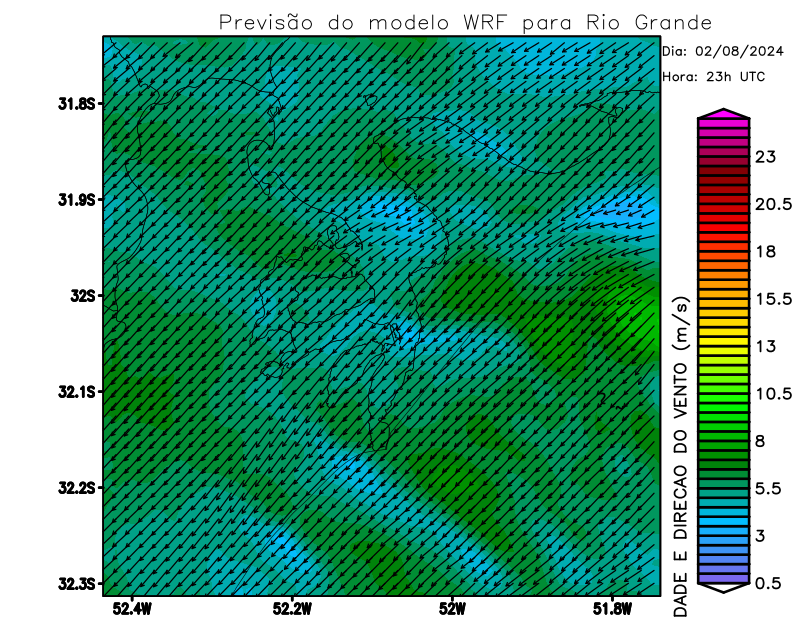 Previsão do modelo WRF para Rio Grande
Dia: 02/08/2024
Hora: 23h UTC
31.8S
31.9S
32S
32.1S
32.2S
32.3S
52.4W
52.2W
52W
51.8W
23
20.5
18
15.5
13
10.5
8
5.5
3
0.5
DADE E DIRECAO DO VENTO (m/s)